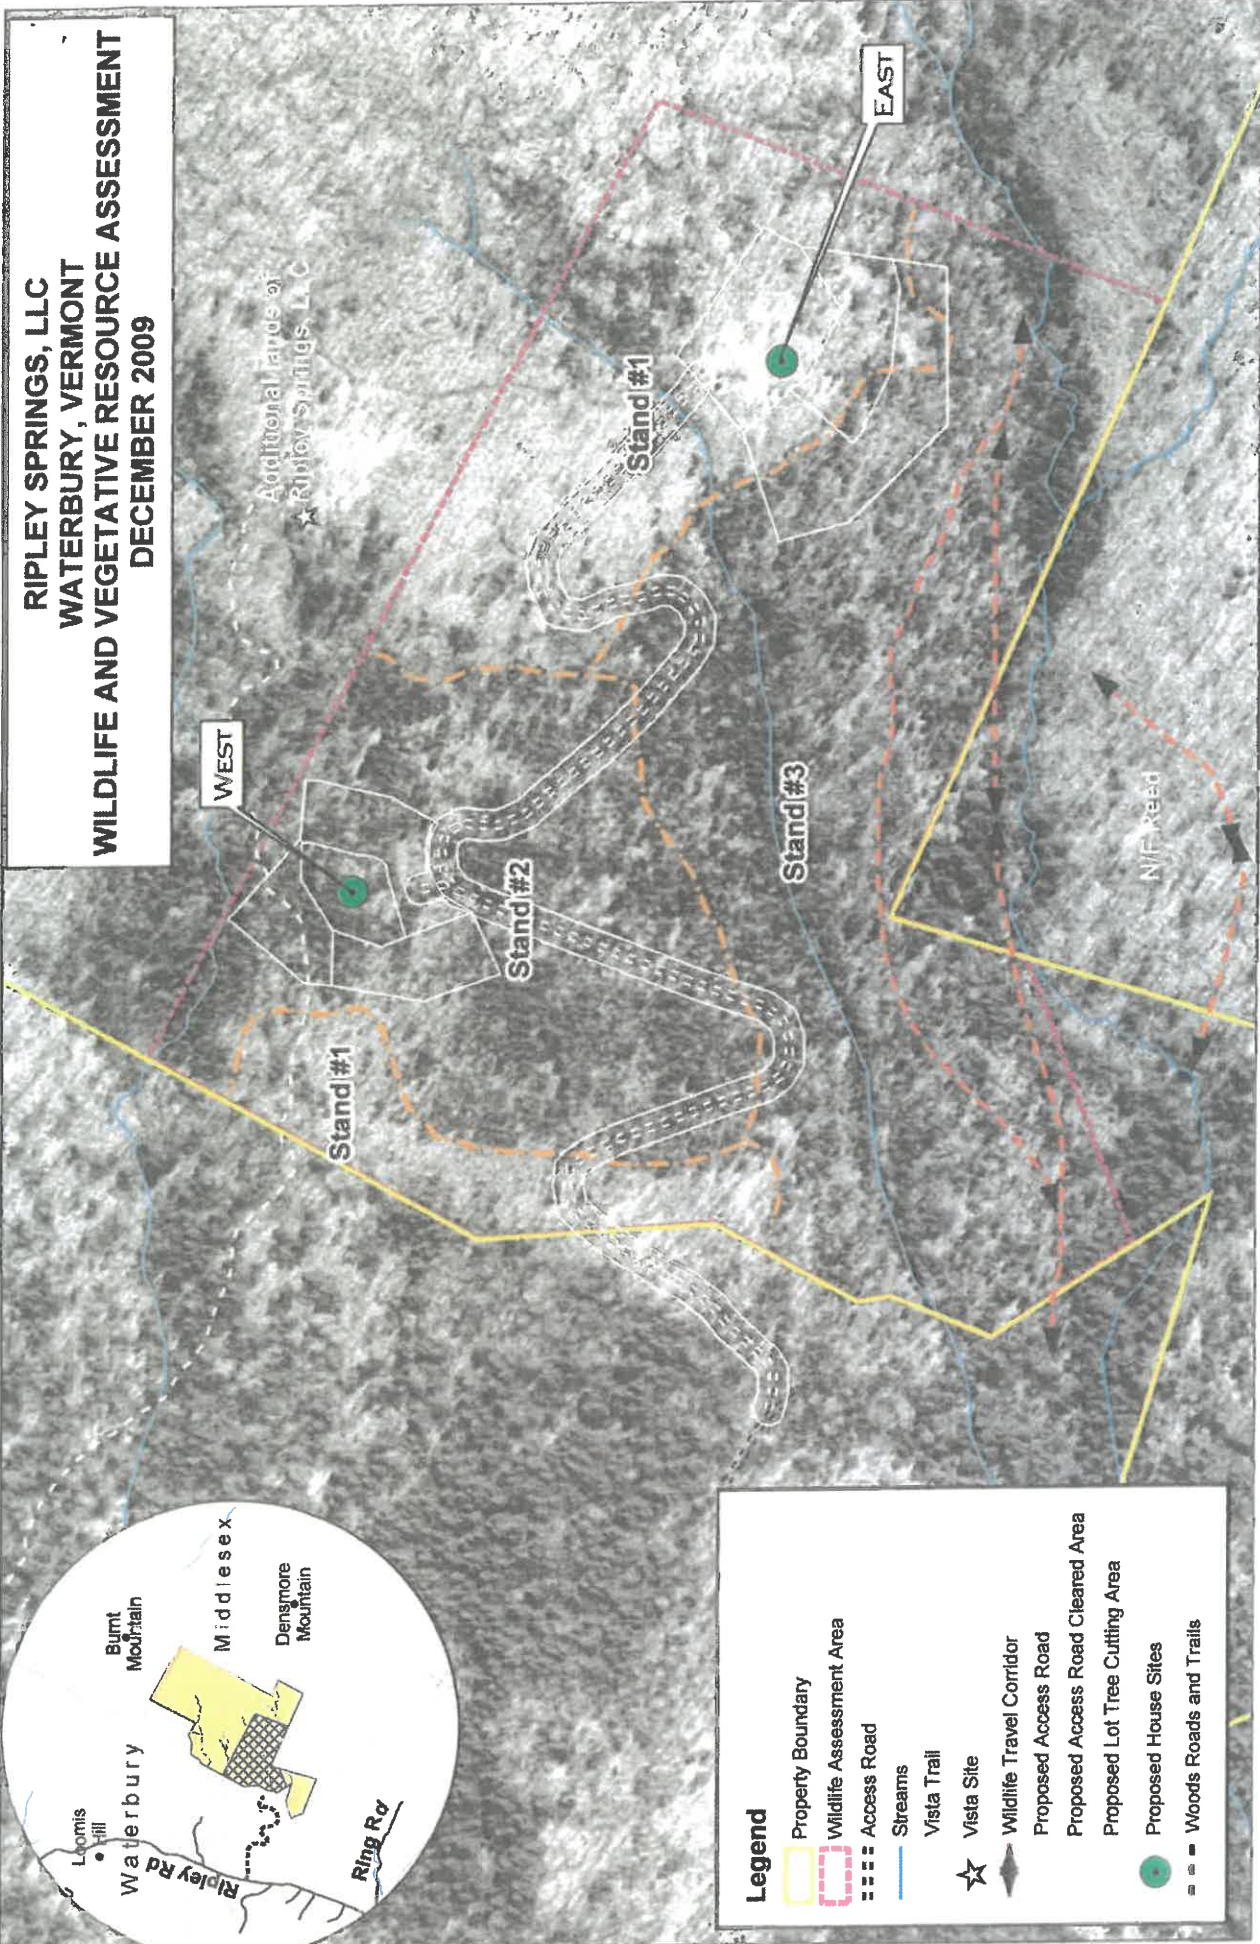 RIPLEY SPRINGS, LLC
WATERBURY, VERMONT
WILDLIFE AND VEGETATIVE RESOURCE ASSESSMENT
DECEMBER 2009
Additional lands of
Ripley Springs, LLC
WEST
EAST
Stand #1
Stand #1
Stand #2
Stand #3
N/F Reed
Loomis
Hill
Burnt
Mountain
Waterbury
Middlesex
Densmore
Mountain
Ripley Rd
Ring Rd
Legend
Property Boundary
Wildlife Assessment Area
Access Road
Streams
Vista Trail
Vista Site
Wildlife Travel Corridor
Proposed Access Road
Proposed Access Road Cleared Area
Proposed Lot Tree Cutting Area
Proposed House Sites
Woods Roads and Trails